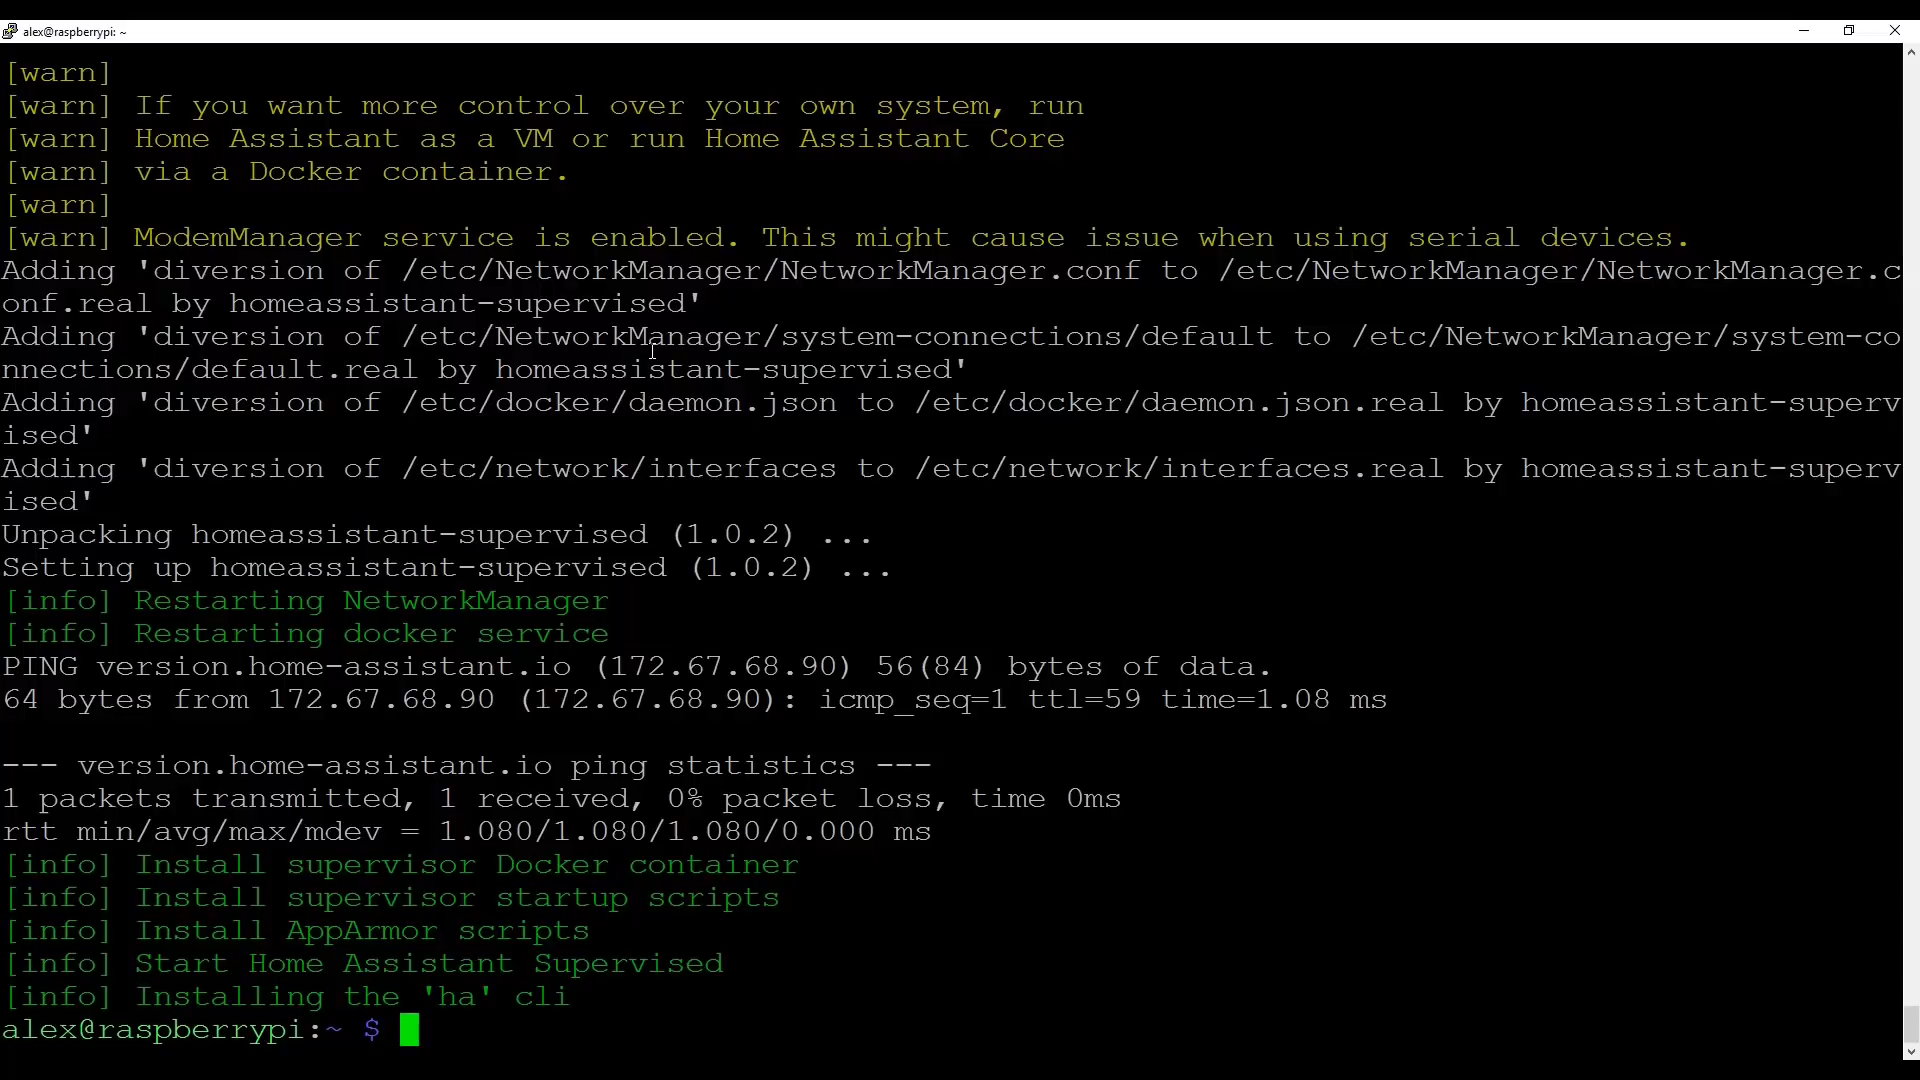 alex@raspberrypi: ~
[warn]
[warn] If you want more control over your own system, run
[warn] Home Assistant as a VM or run Home Assistant Core
[warn] via a Docker container.
[warn]
[warn] ModemManager service is enabled. This might cause issue when using serial devices.
Adding 'diversion of /etc/NetworkManager/NetworkManager.conf to /etc/NetworkManager/NetworkManager.c
onf.real by homeassistant-supervised'
Adding 'diversion of /etc/NetworkManager/system-connections/default to /etc/NetworkManager/system-co
nnections/default.real by homeassistant-supervised'
Adding 'diversion of /etc/docker/daemon.json to /etc/docker/daemon.json.real by homeassistant-superv
ised'
Adding 'diversion of /etc/network/interfaces to /etc/network/interfaces.real by homeassistant-superv
ised'
Unpacking homeassistant-supervised (1.0.2) ...
Setting up homeassistant-supervised (1.0.2) ...
[info] Restarting NetworkManager
[info] Restarting docker service
PING version.home-assistant.io (172.67.68.90) 56(84) bytes of data.
64 bytes from 172.67.68.90 (172.67.68.90): icmp_seq=1 ttl=59 time=1.08 ms
--- version.home-assistant.io ping statistics ---
1 packets transmitted, 1 received, 0% packet loss, time 0ms
rtt min/avg/max/mdev = 1.080/1.080/1.080/0.000 ms
[info] Install supervisor Docker container
[info] Install supervisor startup scripts
[info] Install AppArmor scripts
[info] Start Home Assistant Supervised
[info] Installing the 'ha' cli
alex@raspberrypi:~ $